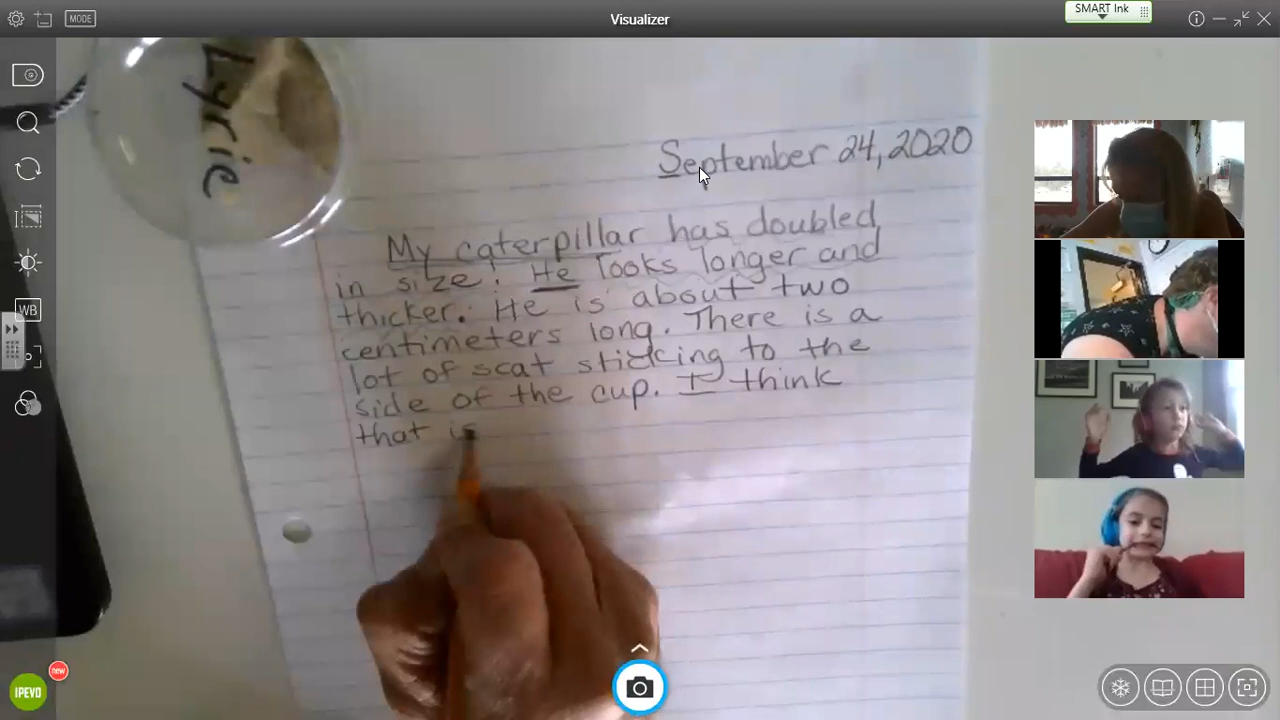 Visualizer
MODE
SMART Ink
Lyric
September 24, 2020
My caterpillar has doubled
in size! He looks longer and
thicker. He is about two
centimeters long. There is a
lot of scat sticking to the
side of the cup. I think
that is
WB
new
IPEVO